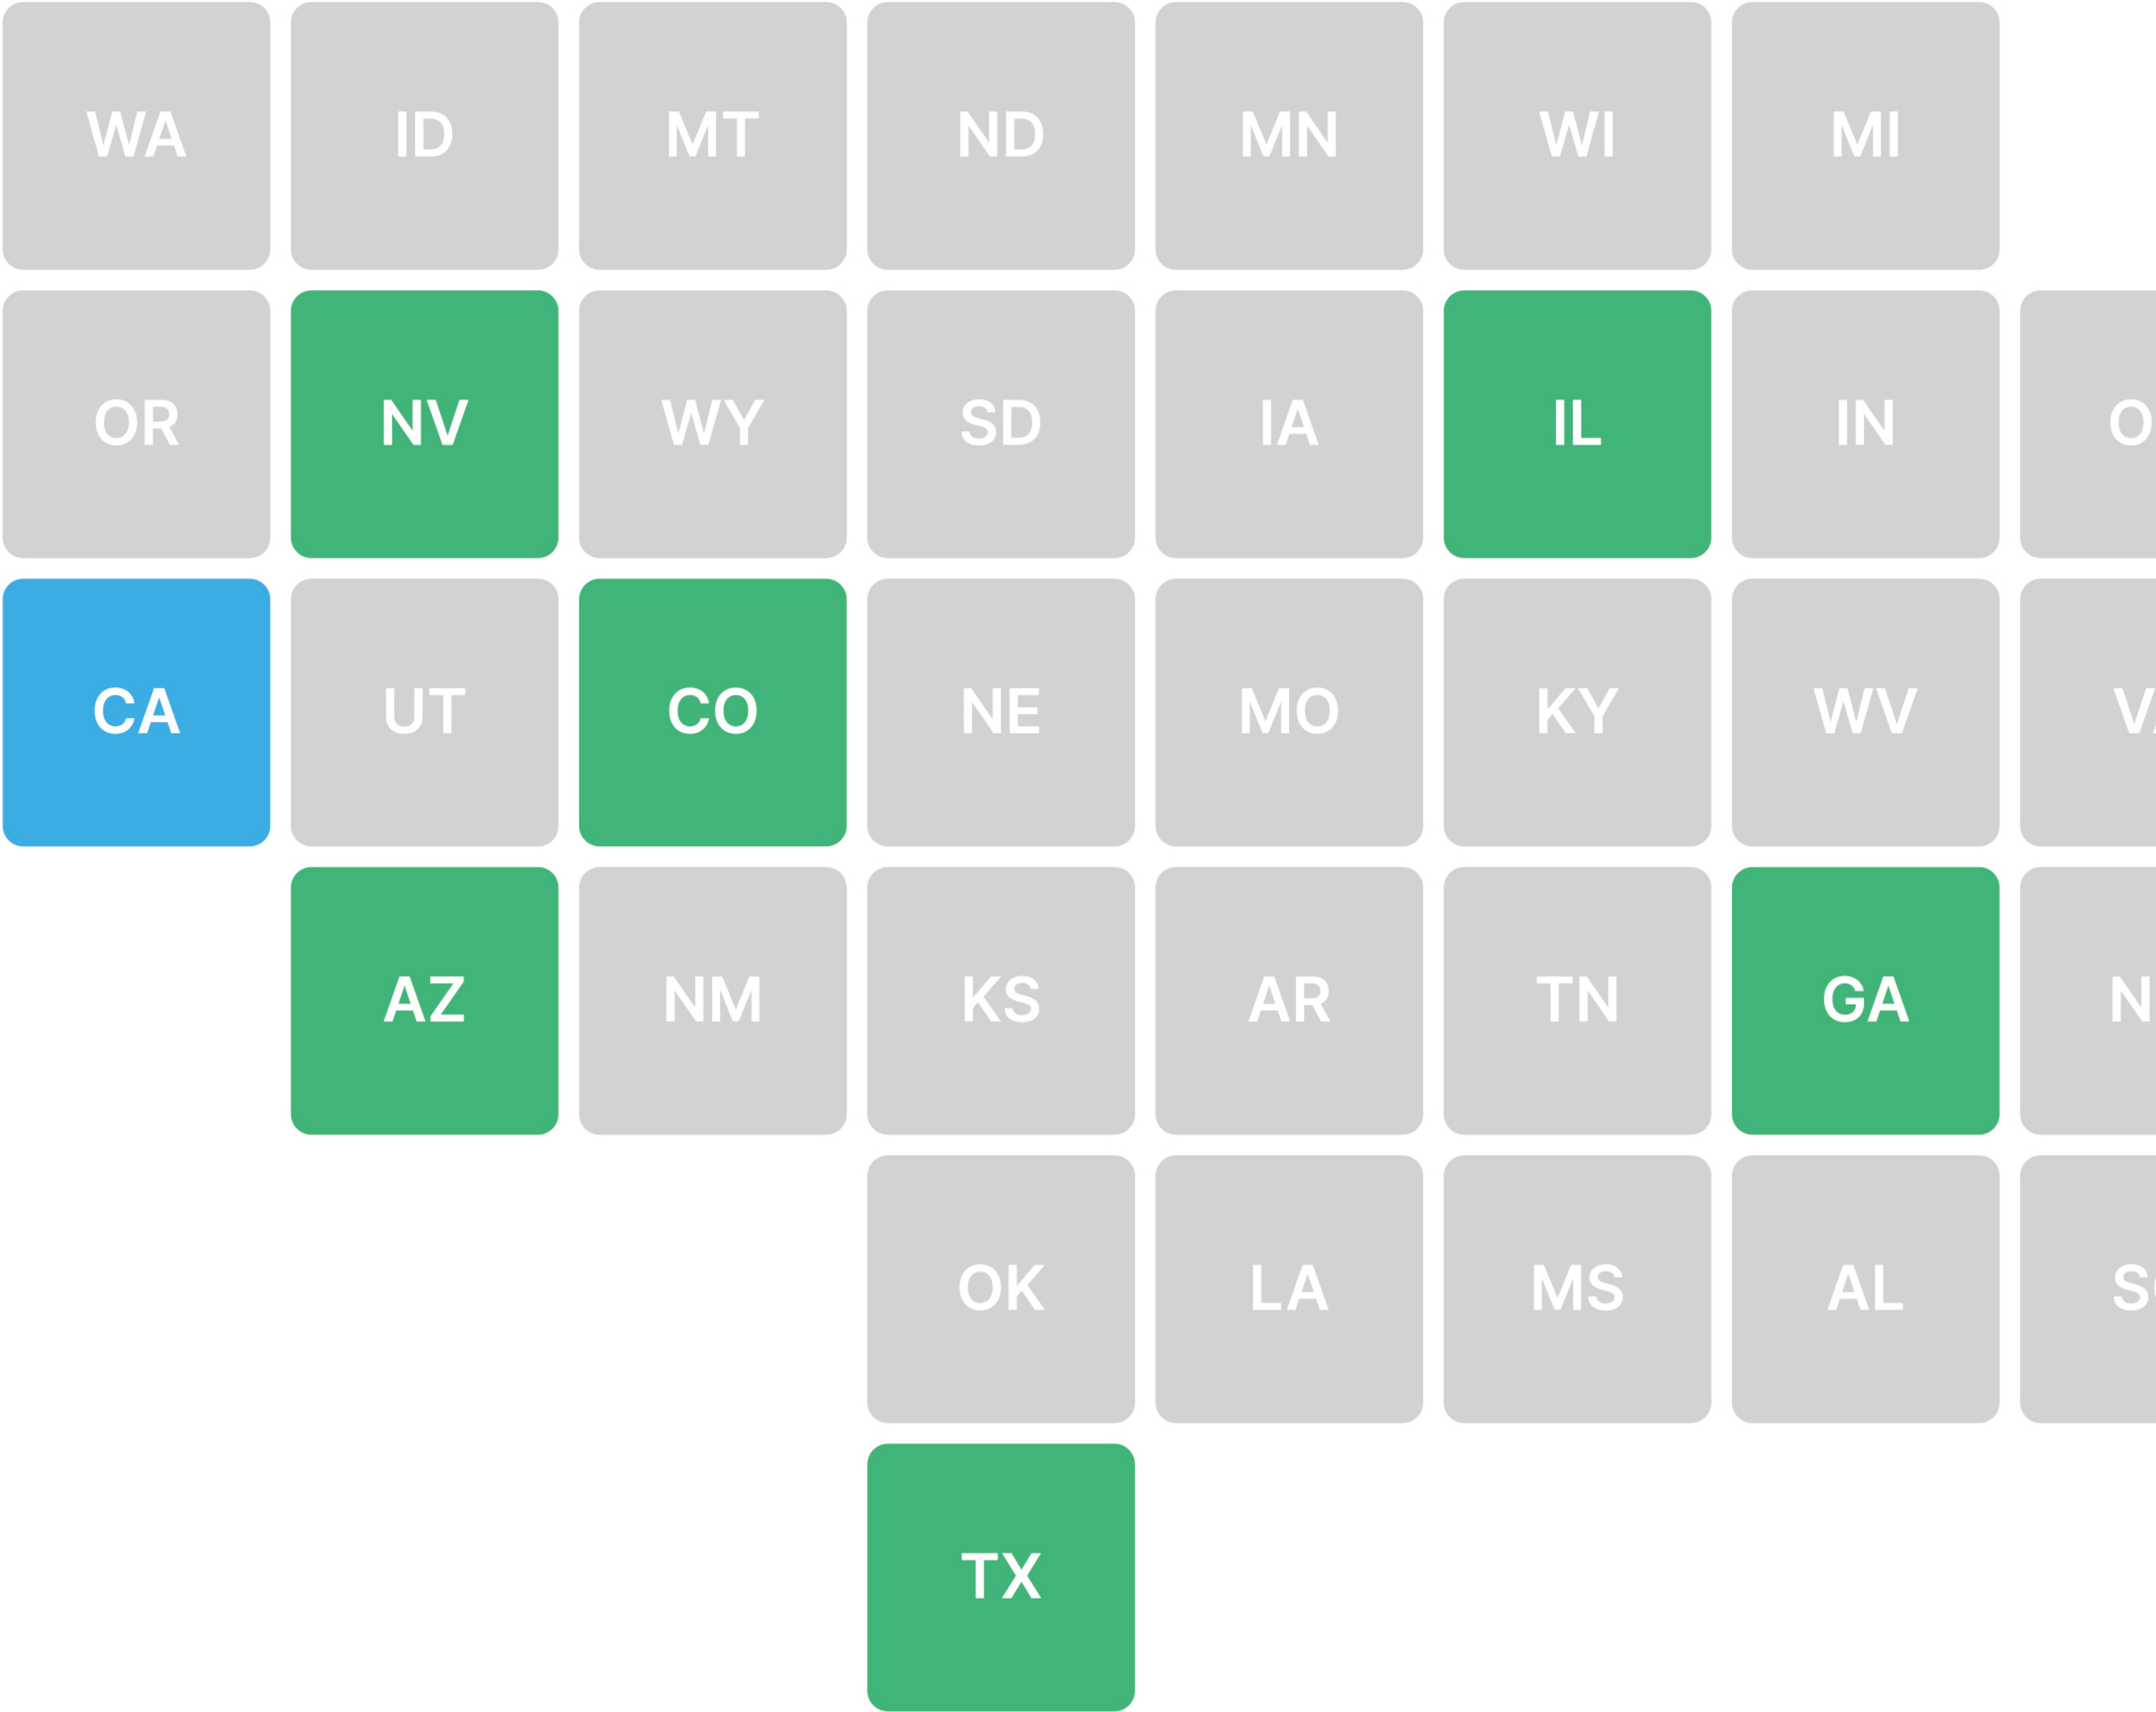 WA ID MT ND MN WI MI
OR NV WY SD IA IL IN
CA UT CO NE MO KY WV
AZ NM KS AR TN GA
OK LA MS AL
TX